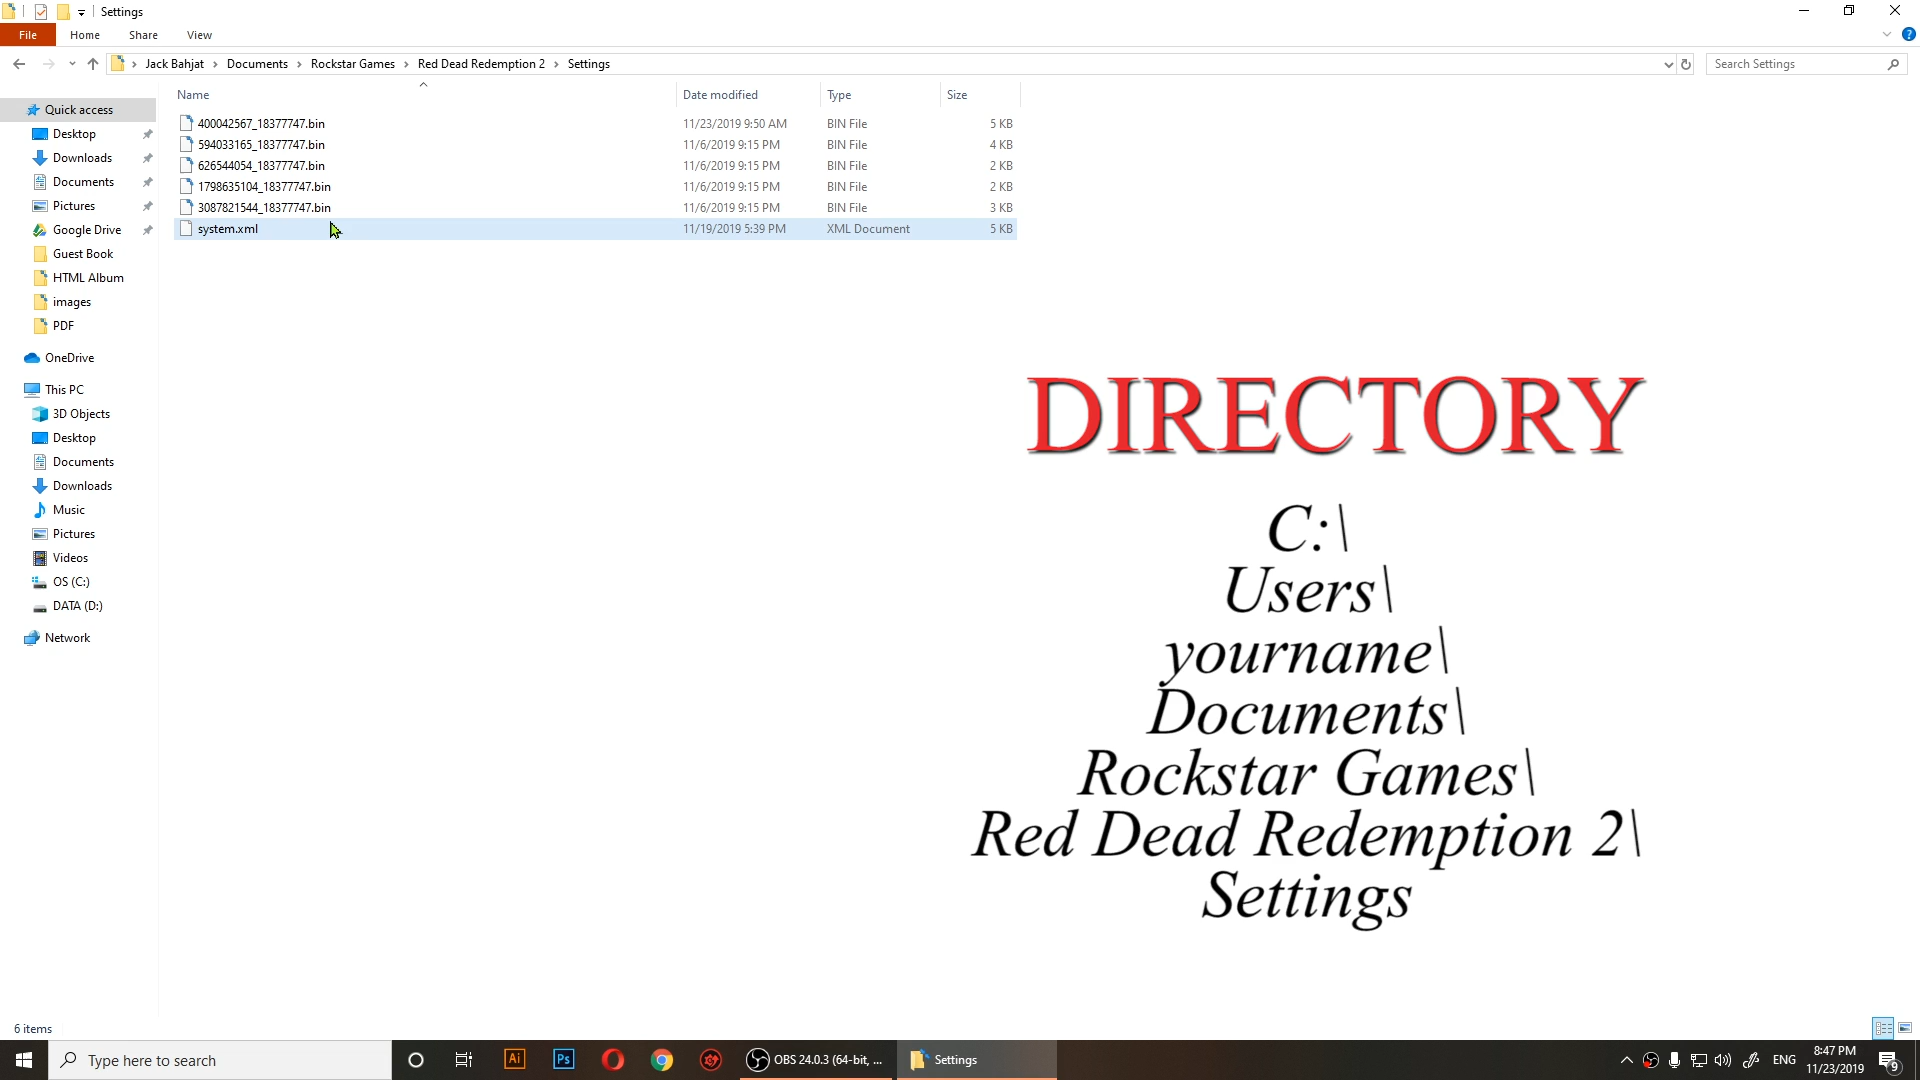 Settings
File Home Share View
Jack Bahjat › Documents › Rockstar Games › Red Dead Redemption 2 › Settings
Search Settings
Name Date modified Type Size
400042567_18377747.bin 11/23/2019 9:50 AM BIN File 5 KB
594033165_18377747.bin 11/6/2019 9:15 PM BIN File 4 KB
626544054_18377747.bin 11/6/2019 9:15 PM BIN File 2 KB
1798635104_18377747.bin 11/6/2019 9:15 PM BIN File 2 KB
3087821544_18377747.bin 11/6/2019 9:15 PM BIN File 3 KB
system.xml 11/19/2019 5:39 PM XML Document 5 KB
Quick access
Desktop
Downloads
Documents
Pictures
Google Drive
Guest Book
HTML Album
images
PDF
OneDrive
This PC
3D Objects
Desktop
Documents
Downloads
Music
Pictures
Videos
OS (C:)
DATA (D:)
Network
DIRECTORY
C:\
Users\
yourname\
Documents\
Rockstar Games\
Red Dead Redemption 2\
Settings
6 items
Type here to search
Ai
Ps
OBS 24.0.3 (64-bit, ...
Settings
ENG
8:47 PM
11/23/2019
9